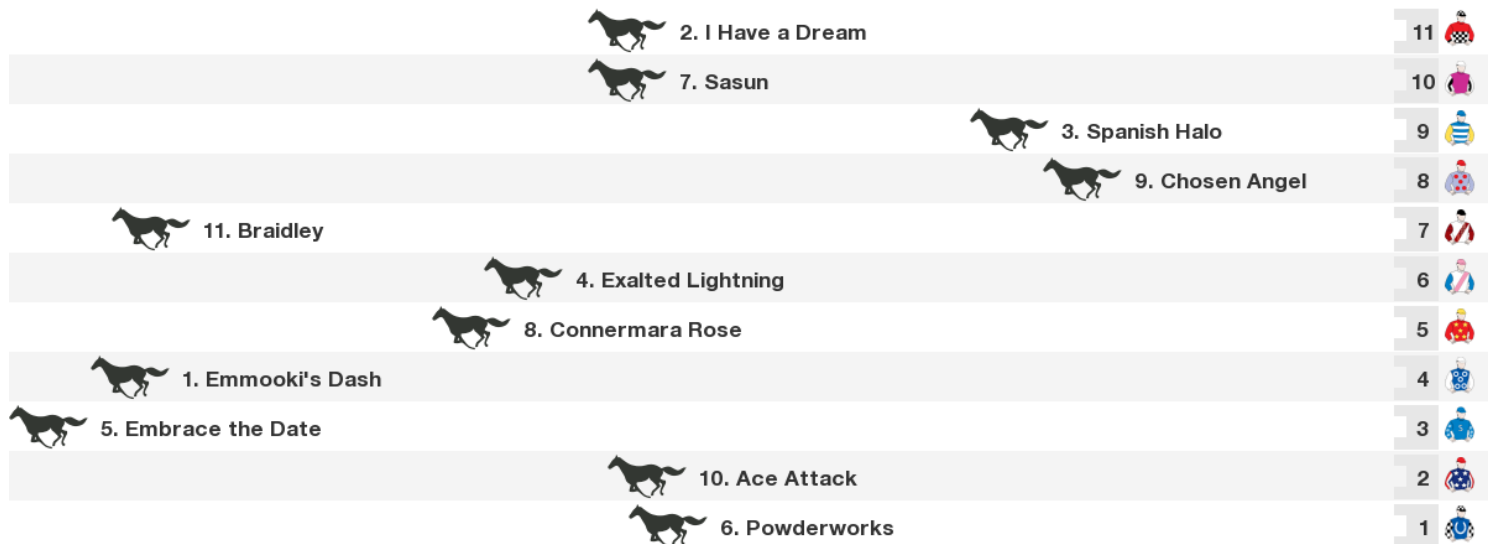 2. I Have a Dream 11
7. Sasun 10
3. Spanish Halo 9
9. Chosen Angel 8
11. Braidley 7
4. Exalted Lightning 6
8. Connermara Rose 5
1. Emmooki's Dash 4
5. Embrace the Date 3
10. Ace Attack 2
6. Powderworks 1